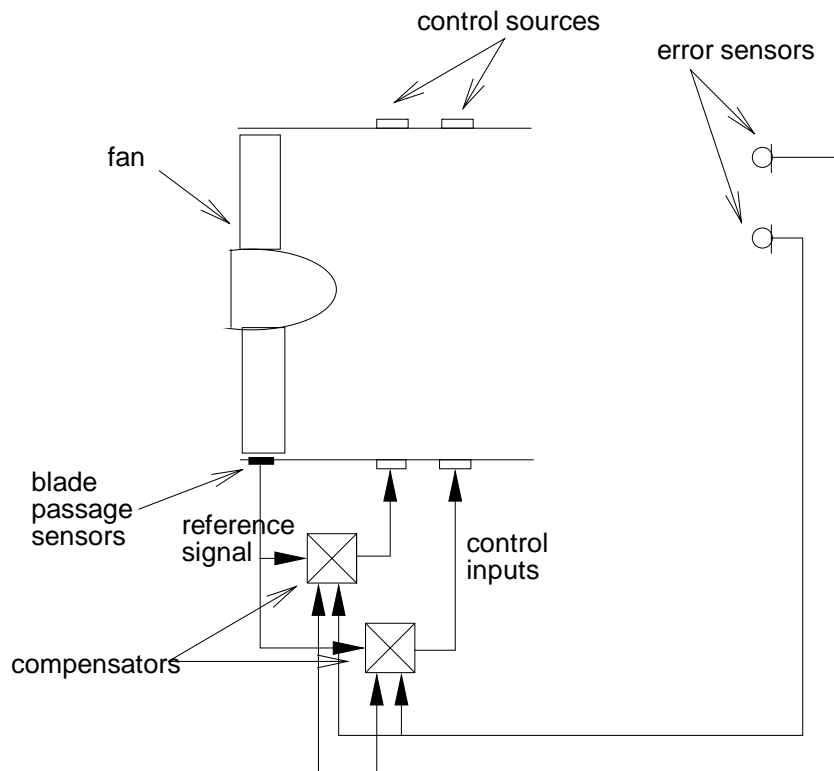 control sources
error sensors
fan
blade
passage
sensors
reference
signal
control
inputs
compensators